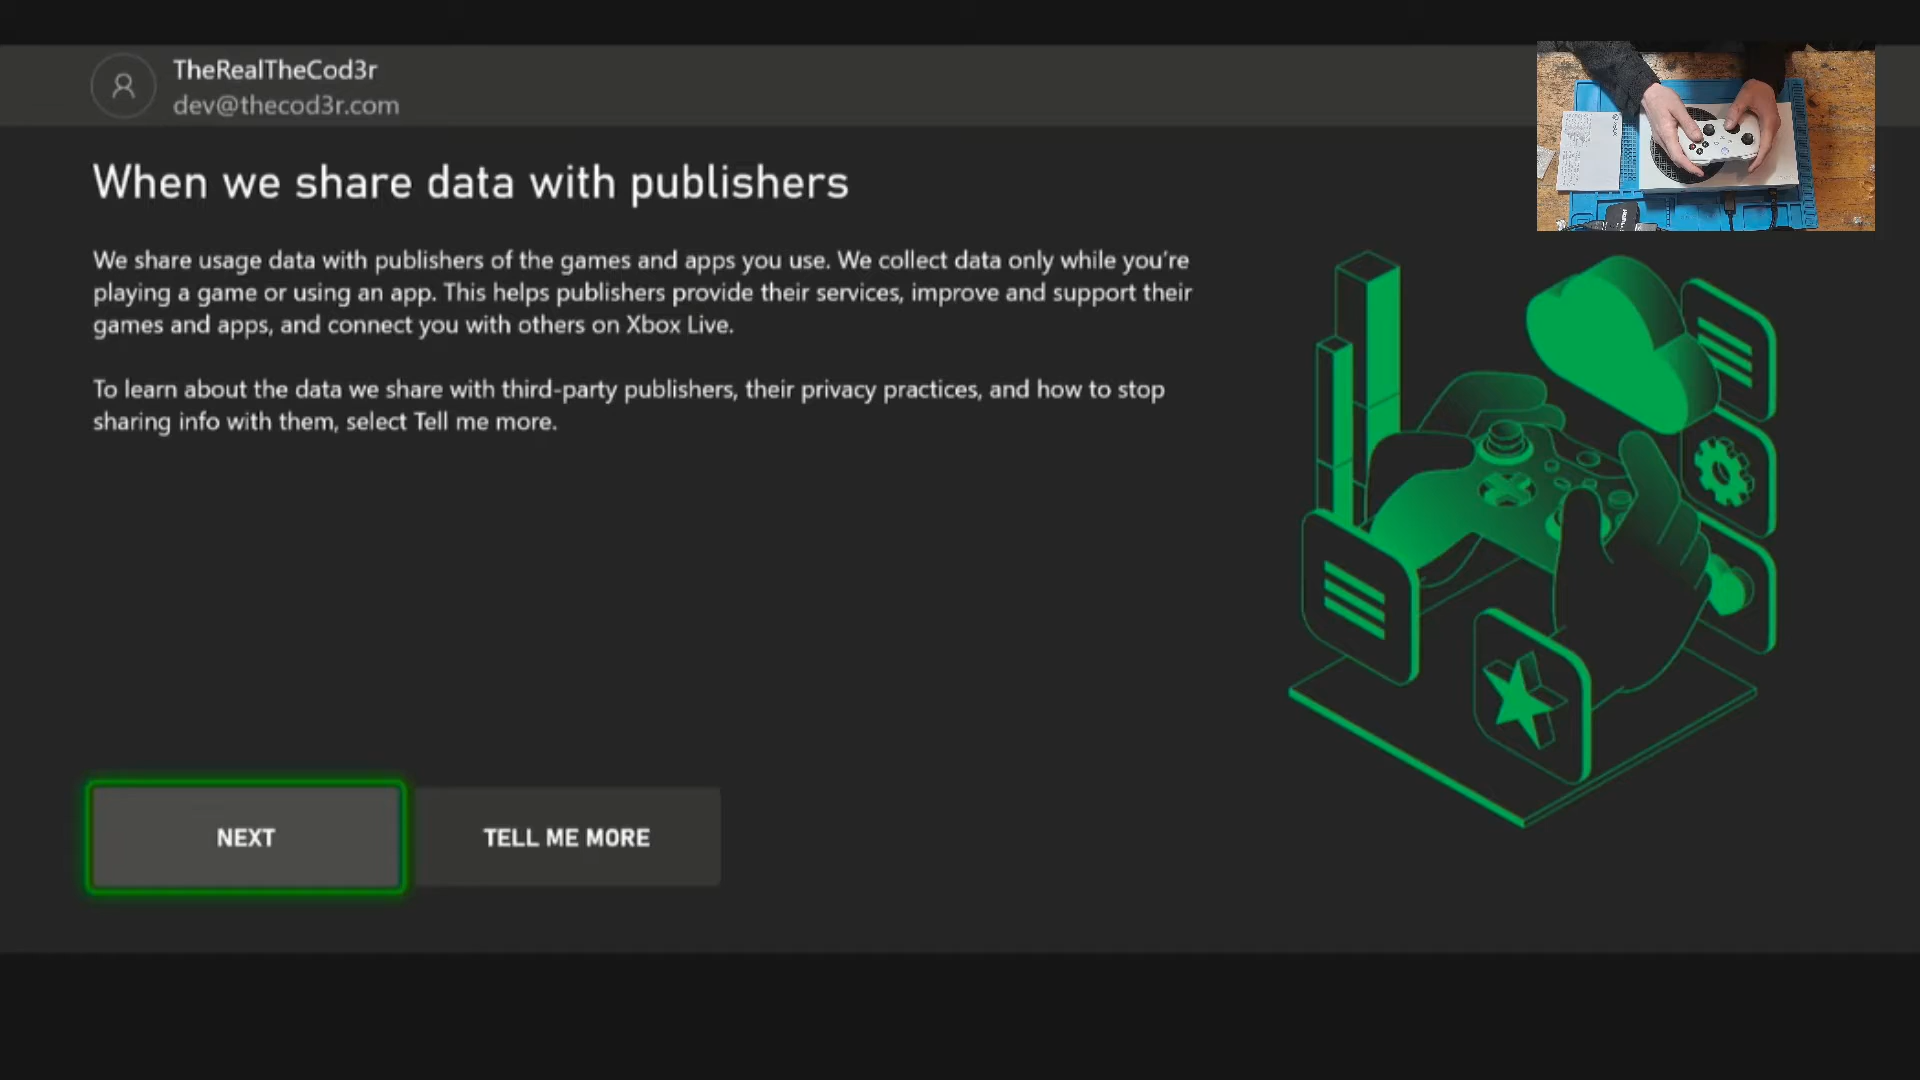 TheRealTheCod3r
dev@thecod3r.com
When we share data with publishers
We share usage data with publishers of the games and apps you use. We collect data only while you're
playing a game or using an app. This helps publishers provide their services, improve and support their
games and apps, and connect you with others on Xbox Live.
To learn about the data we share with third-party publishers, their privacy practices, and how to stop
sharing info with them, select Tell me more.
NEXT
TELL ME MORE